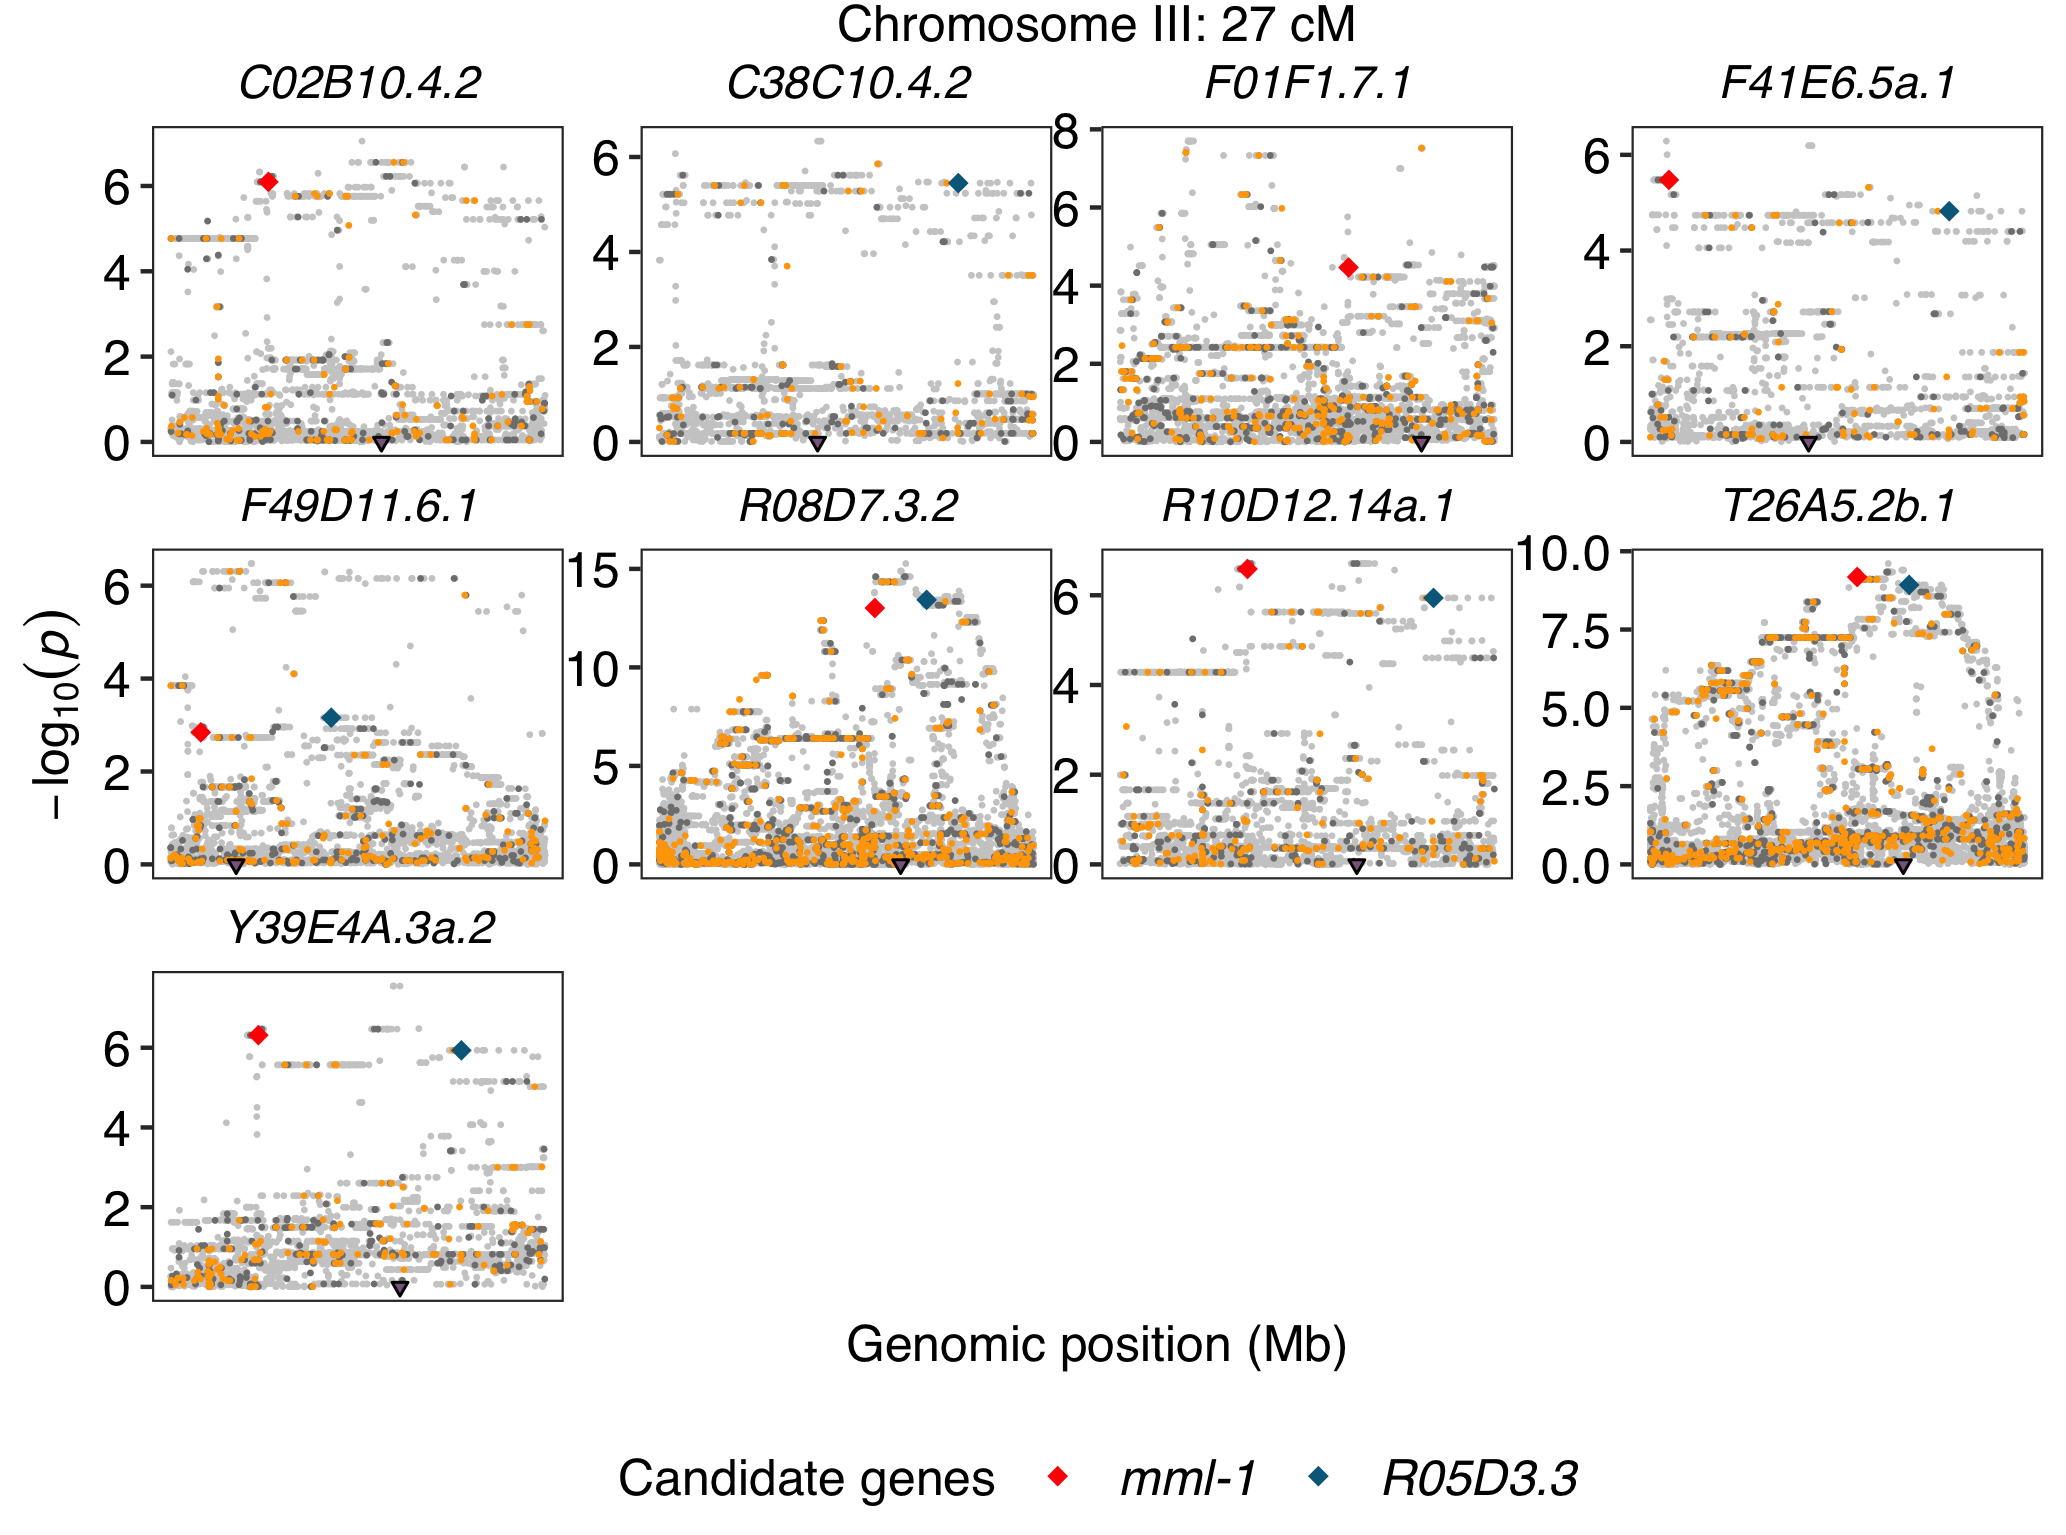 Chromosome III: 27 cM
C02B10.4.2 C38C10.4.2 F01F1.7.1 F41E6.5a.1
6 4 2 0
6 4 2 0
8 6 4 2 0
6 4 2 0
F49D11.6.1 R08D7.3.2 R10D12.14a.1 T26A5.2b.1
6 4 2 0
15 10 5 0
6 4 2 0
10.0 7.5 5.0 2.5 0.0
−log10(p)
Y39E4A.3a.2
6 4 2 0
Genomic position (Mb)
Candidate genes mml-1 R05D3.3